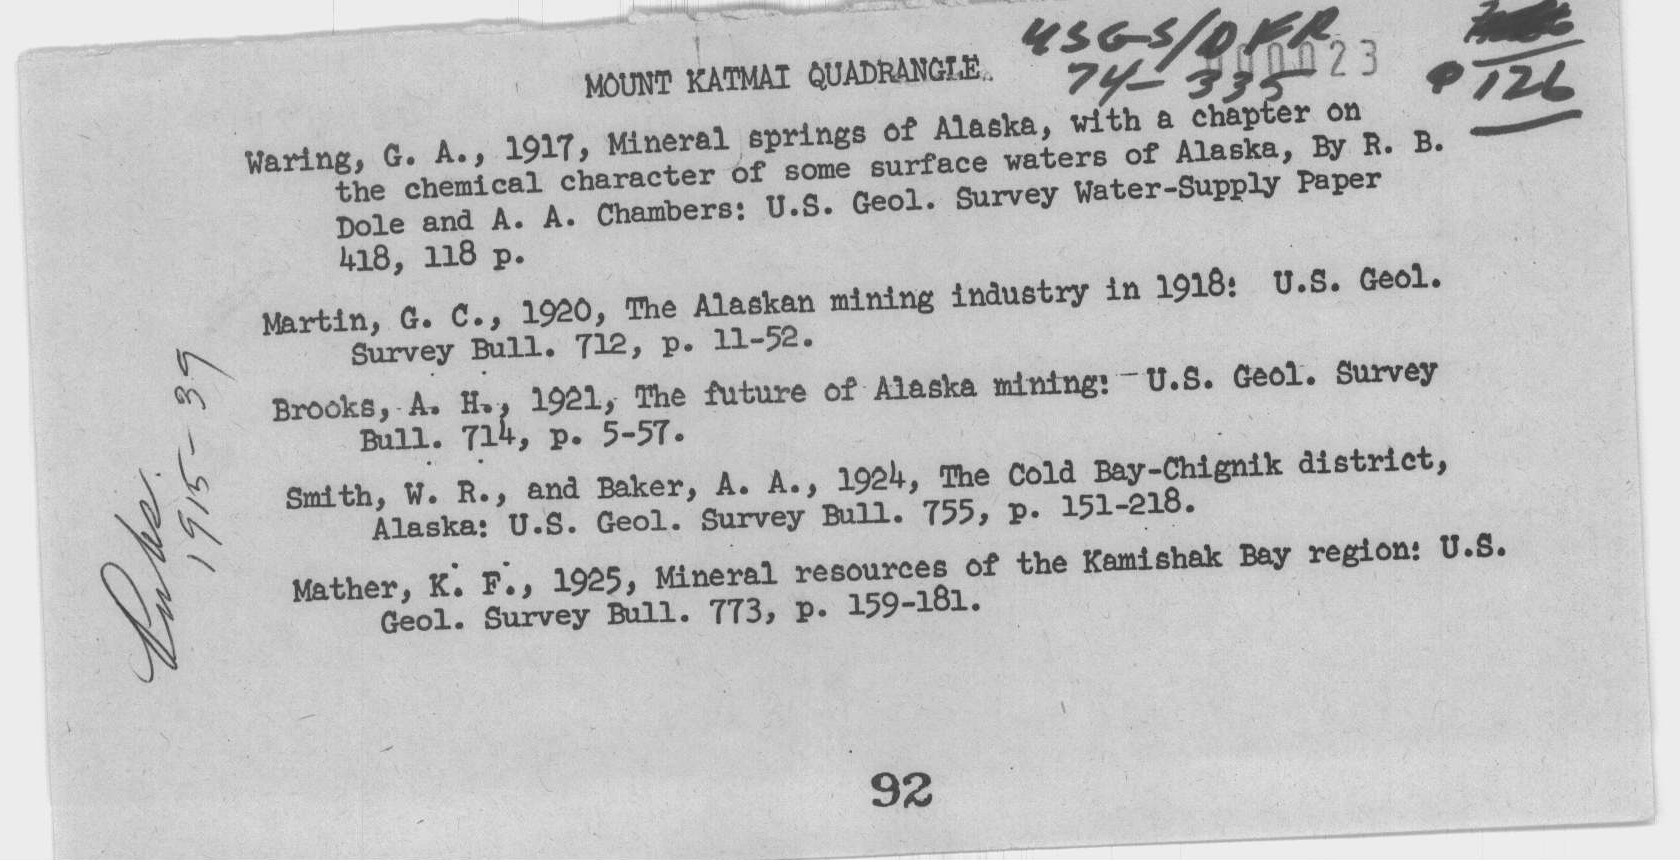 MOUNT KATMAI QUADRANGLE
USGS/OFR
74-335
000023
P 126
Waring, G. A., 1917, Mineral springs of Alaska, with a chapter on
the chemical character of some surface waters of Alaska, By R. B.
Dole and A. A. Chambers: U.S. Geol. Survey Water-Supply Paper
418, 118 p.
Martin, G. C., 1920, The Alaskan mining industry in 1918: U.S. Geol.
Survey Bull. 712, p. 11-52.
Brooks, A. H., 1921, The future of Alaska mining: U.S. Geol. Survey
Bull. 714, p. 5-57.
Smith, W. R., and Baker, A. A., 1924, The Cold Bay-Chignik district,
Alaska: U.S. Geol. Survey Bull. 755, p. 151-218.
Mather, K. F., 1925, Mineral resources of the Kamishak Bay region: U.S.
Geol. Survey Bull. 773, p. 159-181.
1915-39
92